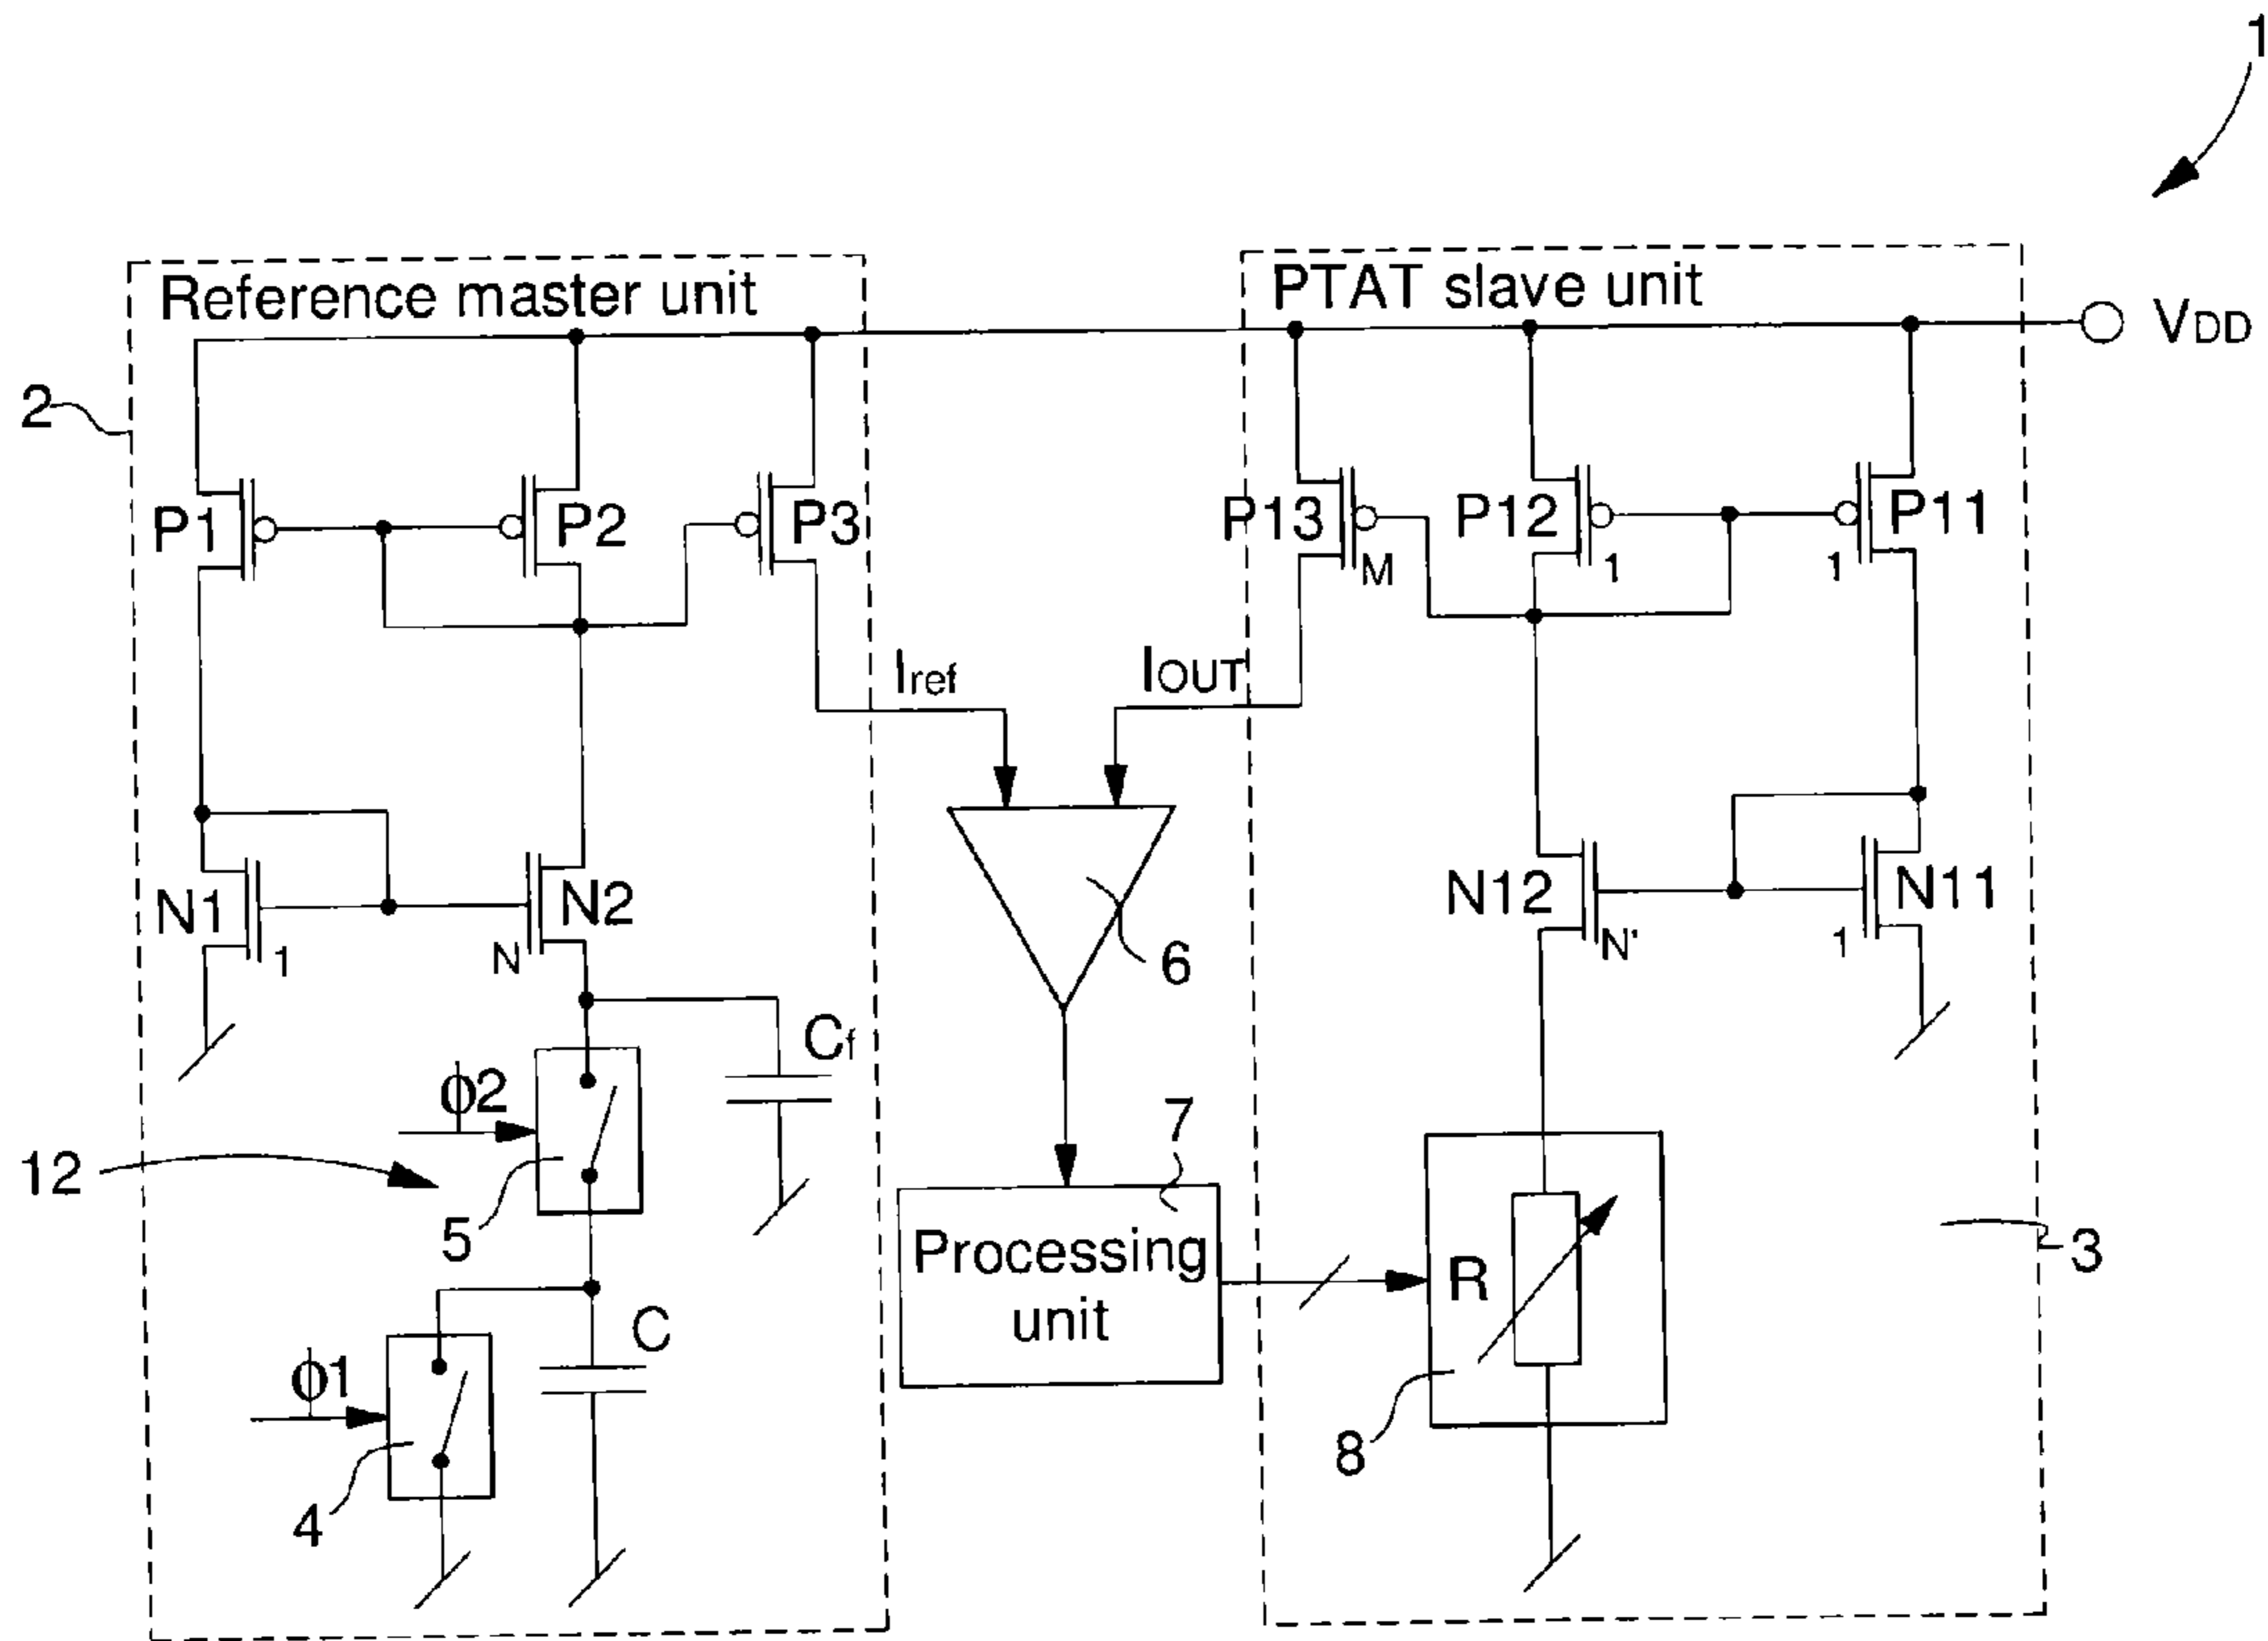 1
Reference master unit
PTAT slave unit
VDD
2
P1
P2
P3
P13
M
P12
1
P11
1
Iref
IOUT
N1
1
N2
N
6
N12
N'
N11
1
Cf
ϕ2
12
5
7
Processing
unit
R
3
C
ϕ1
4
8